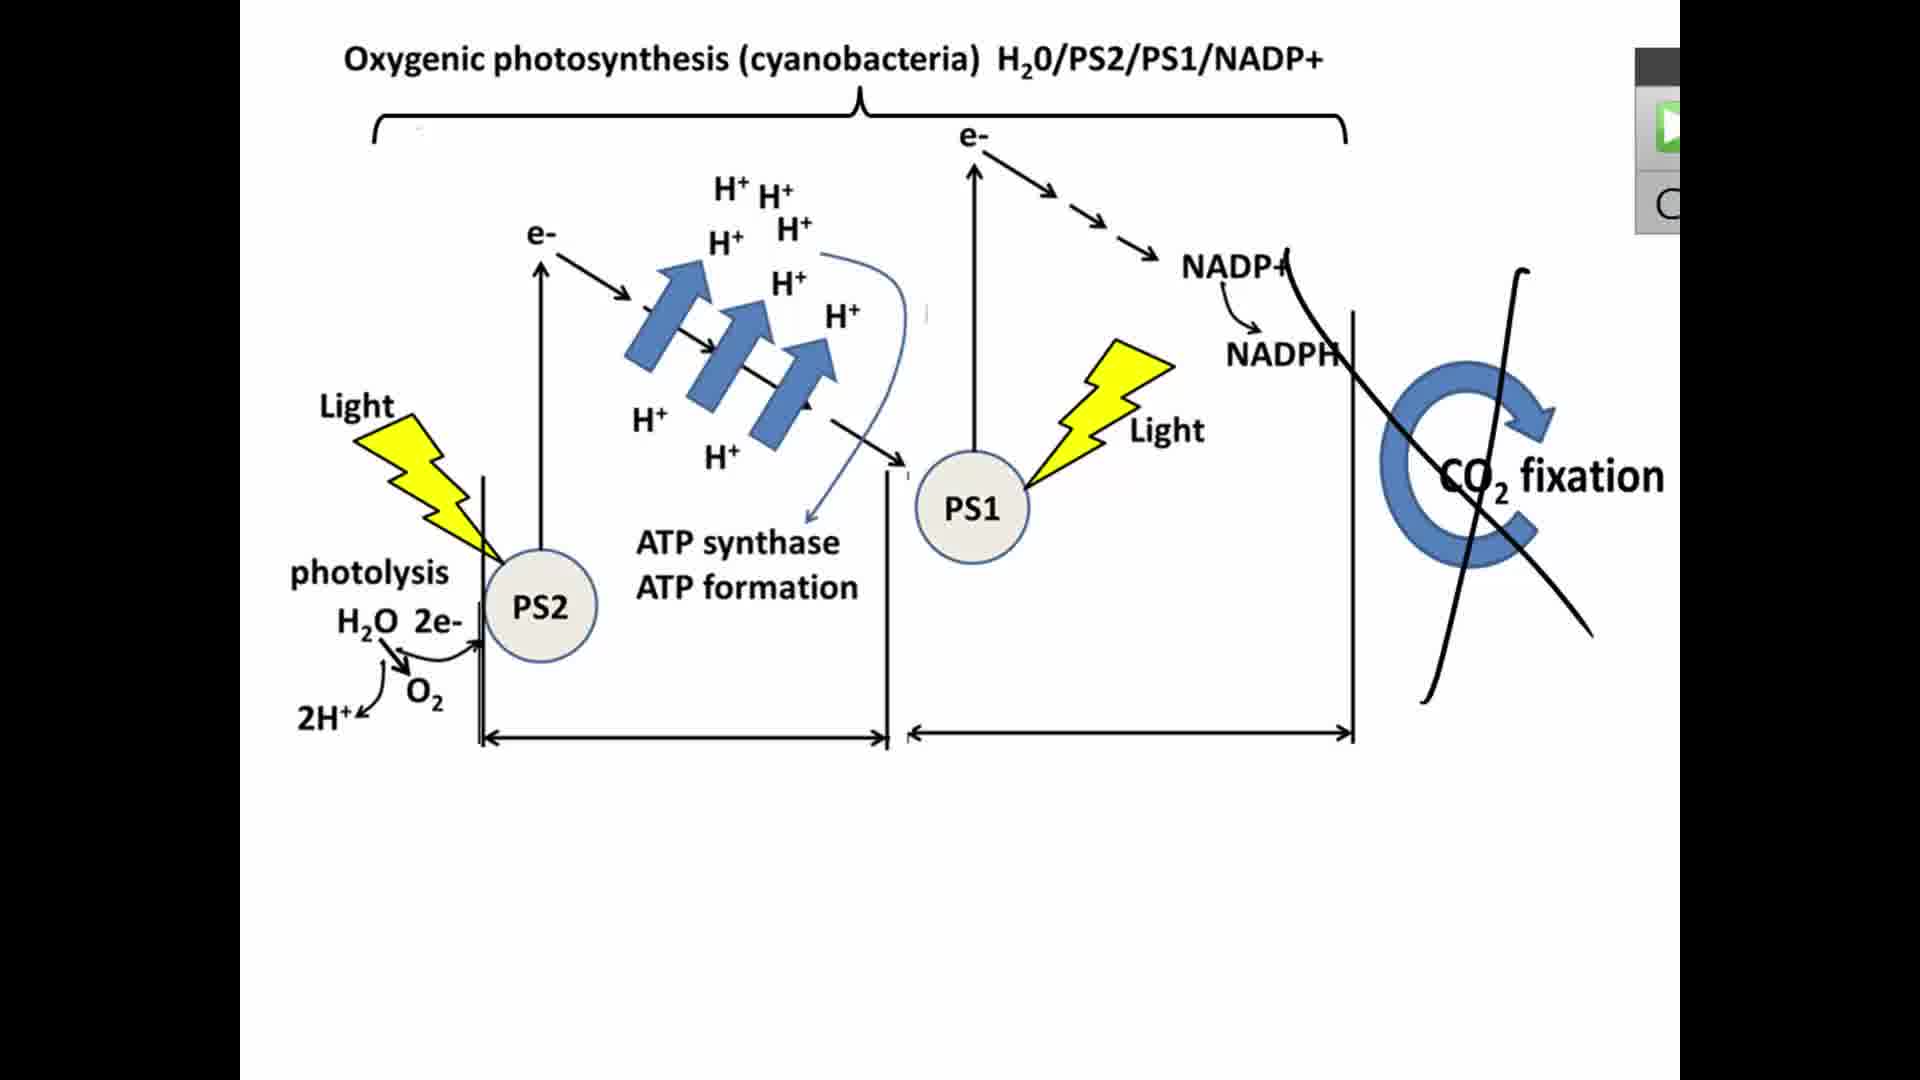 Oxygenic photosynthesis (cyanobacteria) H₂0/PS2/PS1/NADP+
e-
H⁺ H⁺
H⁺
H⁺
e-
NADP+
H⁺
H⁺
NADPH
Light
H⁺
Light
H⁺
CO₂ fixation
PS1
ATP synthase
photolysis
ATP formation
PS2
H₂O 2e-
O₂
2H⁺